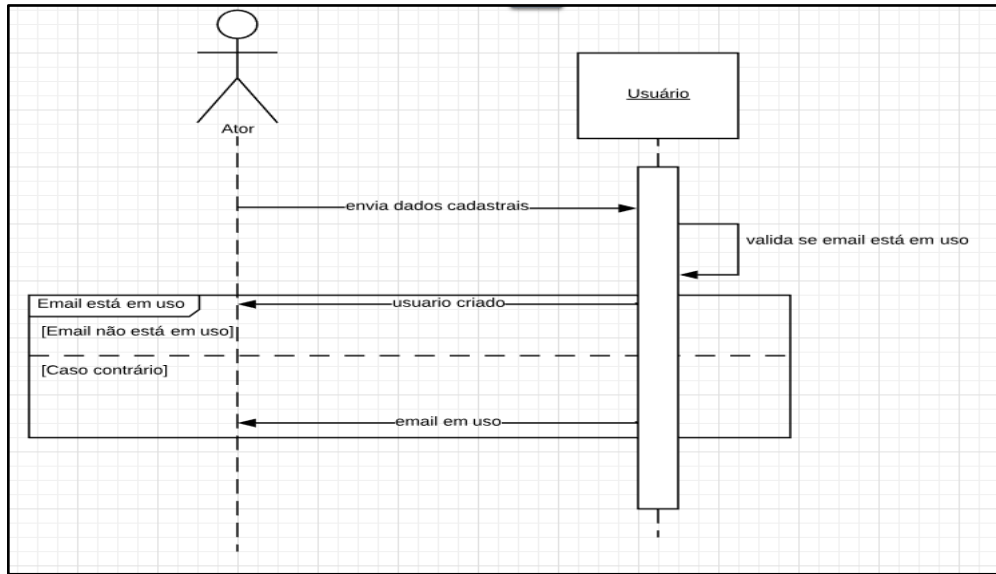 Ator
Usuário
envia dados cadastrais
valida se email está em uso
Email está em uso
usuario criado
[Email não está em uso]
[Caso contrário]
email em uso